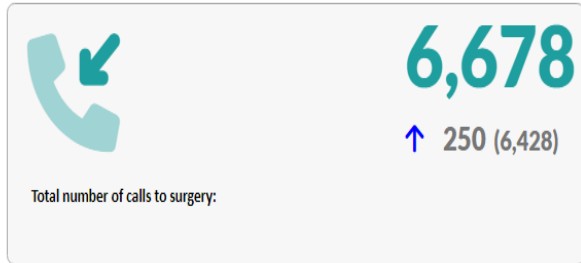 6,678
↑ 250 (6,428)
Total number of calls to surgery: